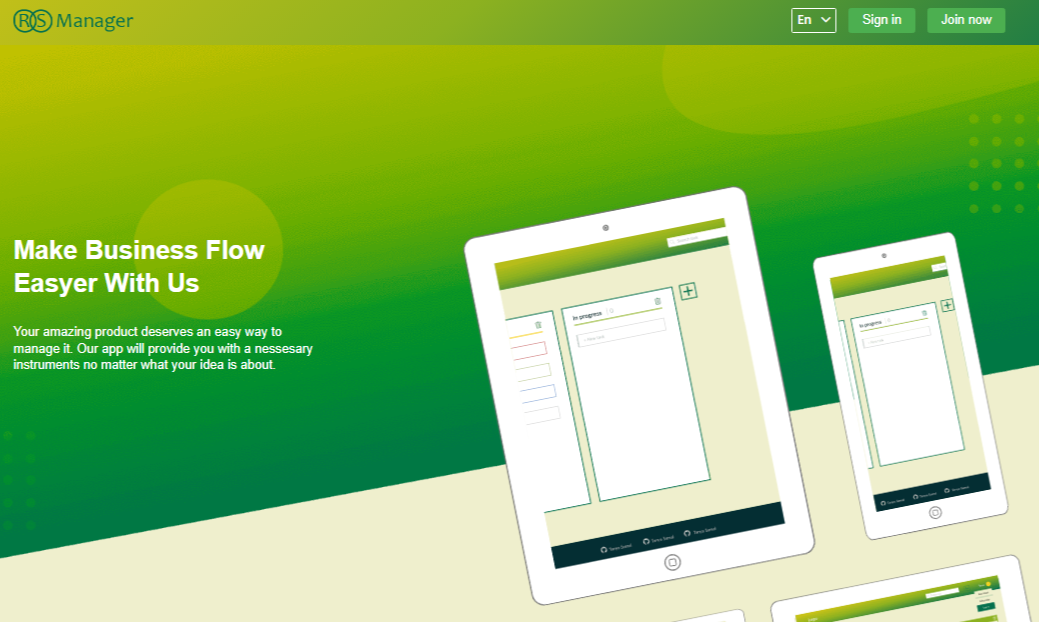 RS Manager
En
Sign in
Join now
Make Business Flow
Easyer With Us
Your amazing product deserves an easy way to
manage it. Our app will provide you with a nessesary
instruments no matter what your idea is about.
In progress
In progress